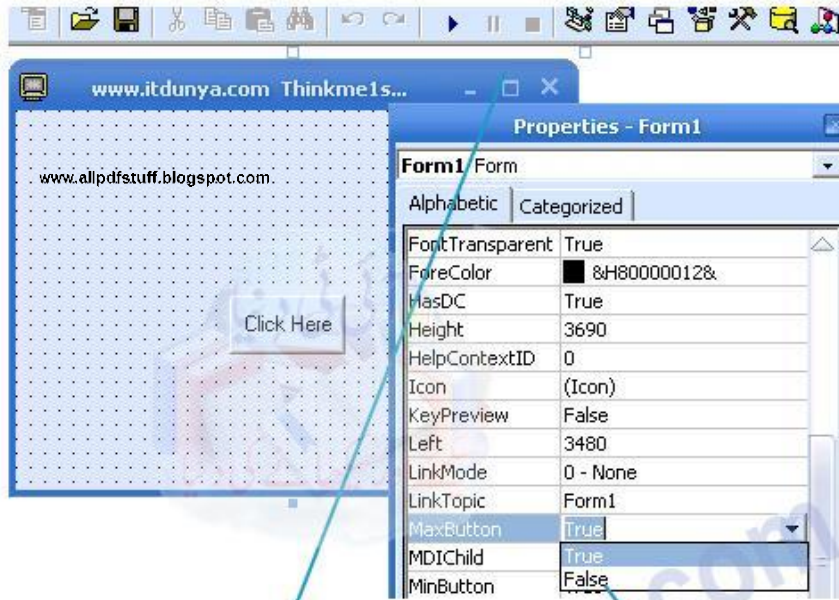 www.itdunya.com Thinkme1s...
www.allpdfstuff.blogspot.com
Click Here
Properties - Form1
Form1 Form
Alphabetic Categorized
FontTransparent True
ForeColor &H80000012&
HasDC True
Height 3690
HelpContextID 0
Icon (Icon)
KeyPreview False
Left 3480
LinkMode 0 - None
LinkTopic Form1
MaxButton True
MDIChild True
MinButton False
com